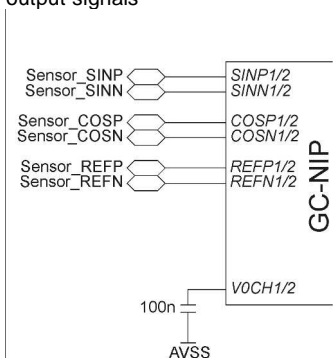 output signals
Sensor_SINP SINP1/2
Sensor_SINN SINN1/2
Sensor_COSP COSP1/2
Sensor_COSN COSN1/2
Sensor_REFP REFP1/2
Sensor_REFN REFN1/2
GC-NIP
V0CH1/2
100n
AVSS